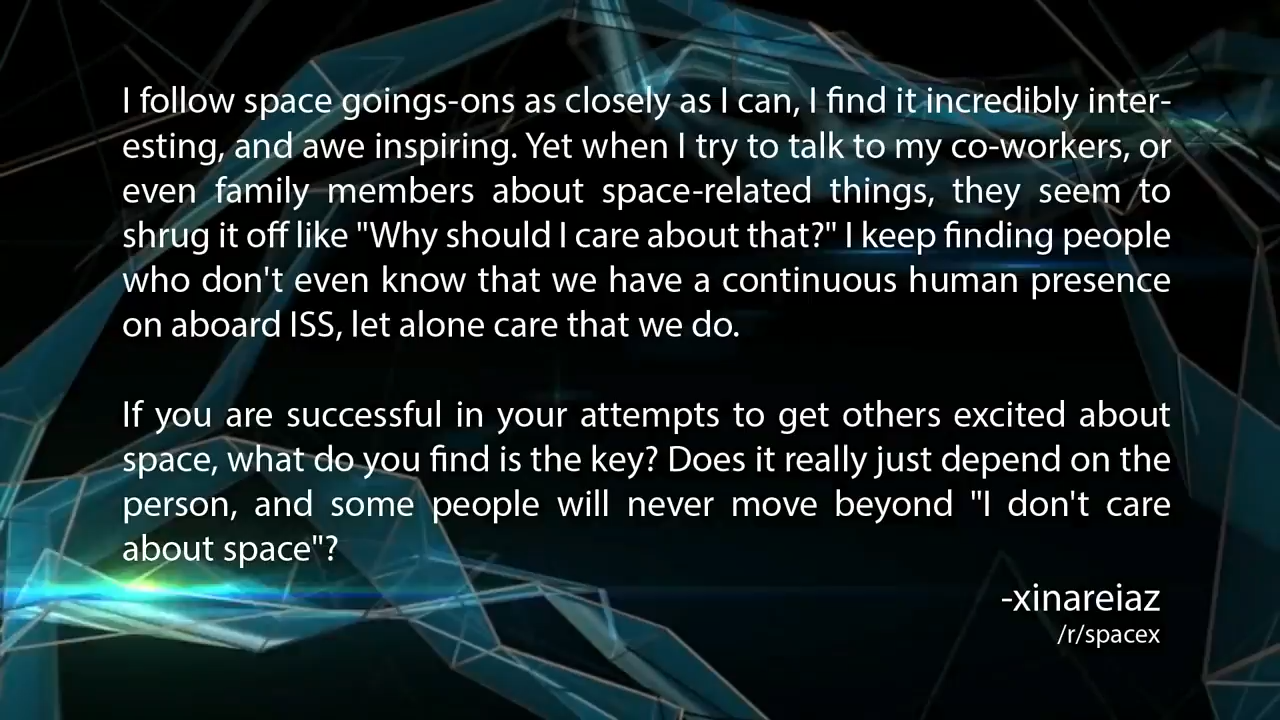 I follow space goings-ons as closely as I can, I find it incredibly inter-
esting, and awe inspiring. Yet when I try to talk to my co-workers, or
even family members about space-related things, they seem to
shrug it off like "Why should I care about that?" I keep finding people
who don't even know that we have a continuous human presence
on aboard ISS, let alone care that we do.
If you are successful in your attempts to get others excited about
space, what do you find is the key? Does it really just depend on the
person, and some people will never move beyond "I don't care
about space"?
-xinareiaz
/r/spacex